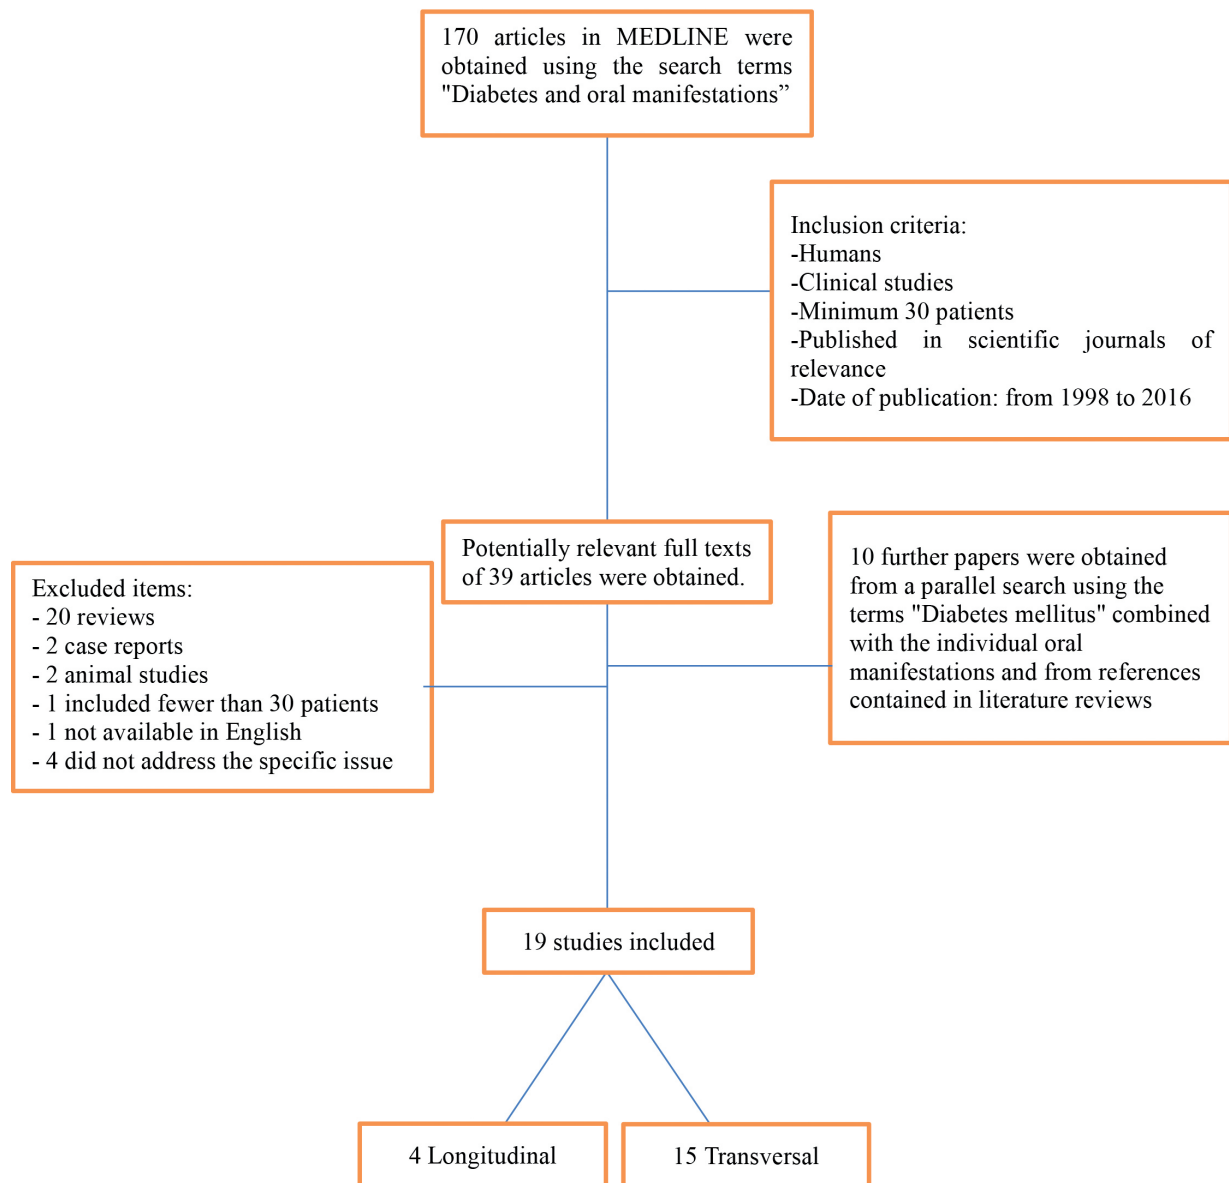 170 articles in MEDLINE were
obtained using the search terms
"Diabetes and oral manifestations”
Inclusion criteria:
-Humans
-Clinical studies
-Minimum 30 patients
-Published in scientific journals of
relevance
-Date of publication: from 1998 to 2016
Potentially relevant full texts
of 39 articles were obtained.
10 further papers were obtained
from a parallel search using the
terms "Diabetes mellitus" combined
with the individual oral
manifestations and from references
contained in literature reviews
Excluded items:
- 20 reviews
- 2 case reports
- 2 animal studies
- 1 included fewer than 30 patients
- 1 not available in English
- 4 did not address the specific issue
19 studies included
4 Longitudinal
15 Transversal